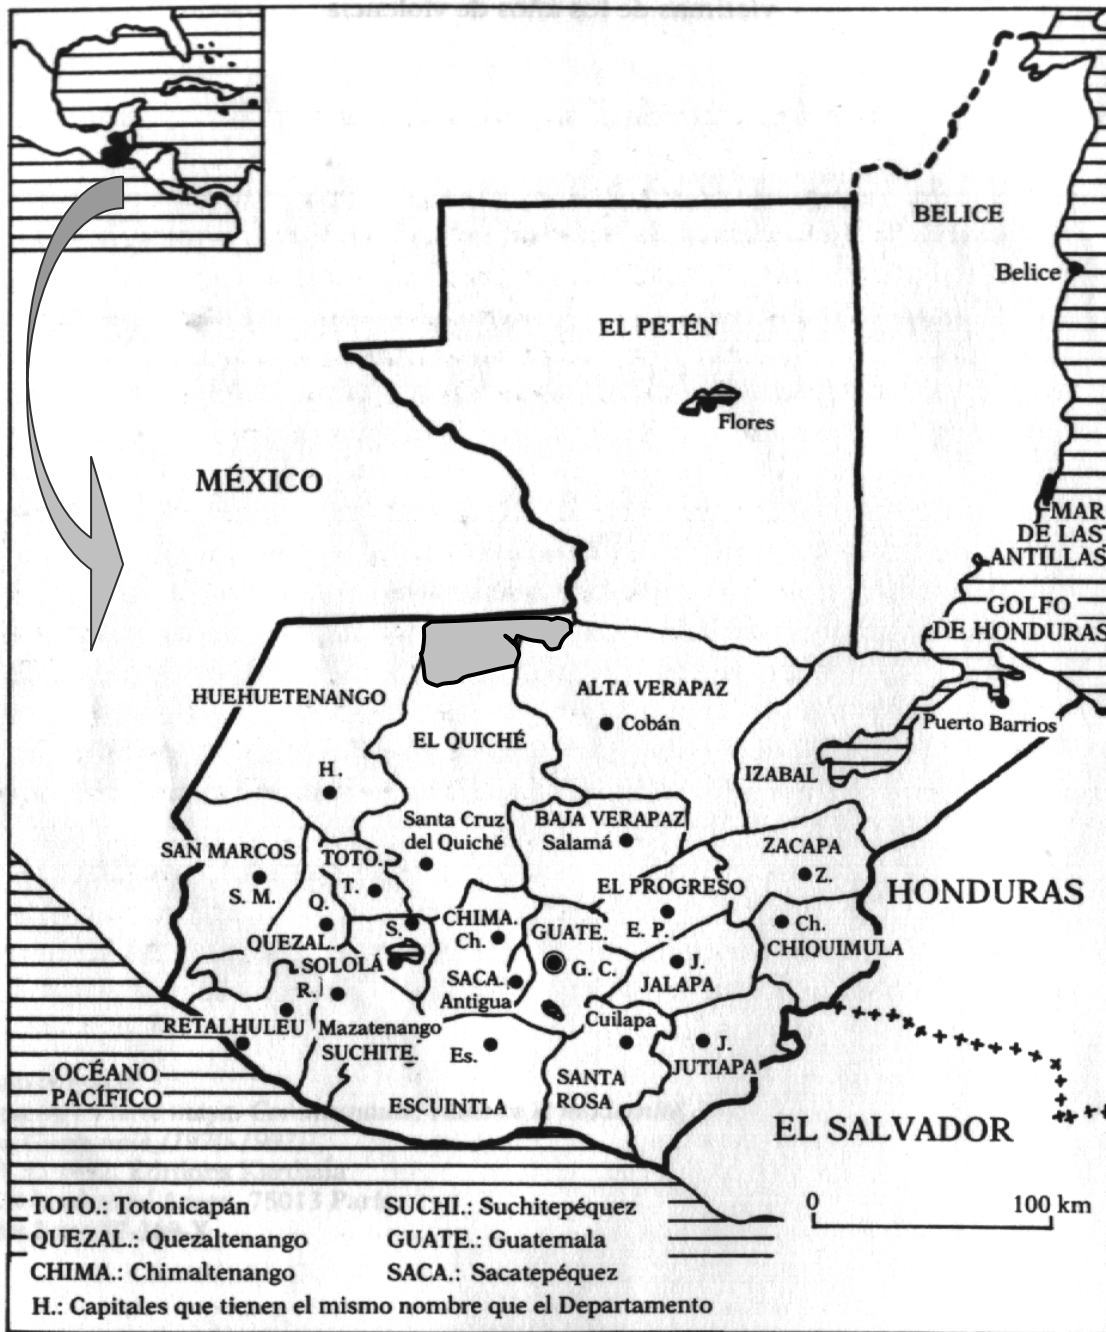 BELICE
Belice
EL PETÉN
Flores
MÉXICO
MAR
DE LAS
ANTILLAS
GOLFO
DE HONDURAS
HUEHUETENANGO
ALTA VERAPAZ
Cobán
Puerto Barrios
EL QUICHÉ
IZABAL
H.
Santa Cruz
del Quiché
BAJA VERAPAZ
Salamá
ZACAPA
SAN MARCOS
TOTO.
Z.
S. M.
T.
EL PROGRESO
HONDURAS
Q.
S.
CHIMA.
Ch.
GUATE.
E. P.
Ch.
CHIQUIMULA
QUEZAL.
SOLOLÁ
G. C.
J.
JALAPA
R.
SACA.
Antigua
RETALHULEU
Mazatenango
SUCHITE.
Cuilapa
Es.
J.
JUTIAPA
OCÉANO
PACÍFICO
ESCUINTLA
SANTA
ROSA
EL SALVADOR
TOTO.: Totonicapán
SUCHI.: Suchitepéquez
0 100 km
QUEZAL.: Quezaltenango
GUATE.: Guatemala
CHIMA.: Chimaltenango
SACA.: Sacatepéquez
H.: Capitales que tienen el mismo nombre que el Departamento